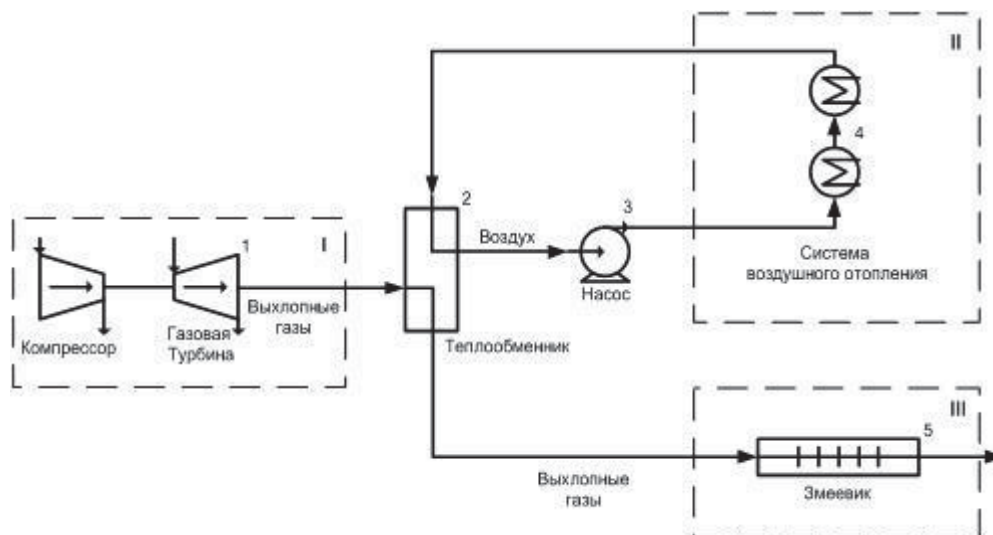 II
4
Система
воздушного отопления
2
Воздух
3
Насос
I
1
Компрессор
Газовая
Турбина
Выхлопные
газы
Теплообменник
III
5
Выхлопные
газы
Змеевик